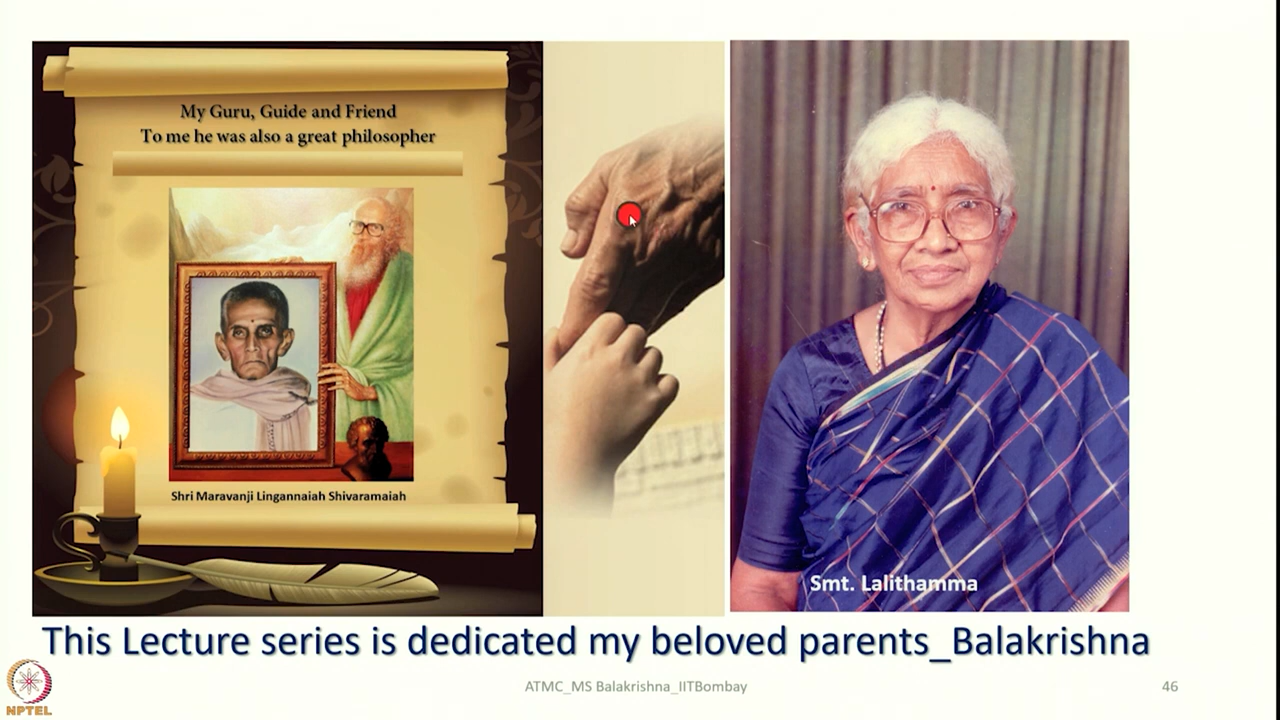 My Guru, Guide and Friend
To me he was also a great philosopher
Shri Maravanji Lingannaiah Shivaramaiah
Smt. Lalithamma
This Lecture series is dedicated my beloved parents_Balakrishna
NPTEL
ATMC_MS Balakrishna_IITBombay
46